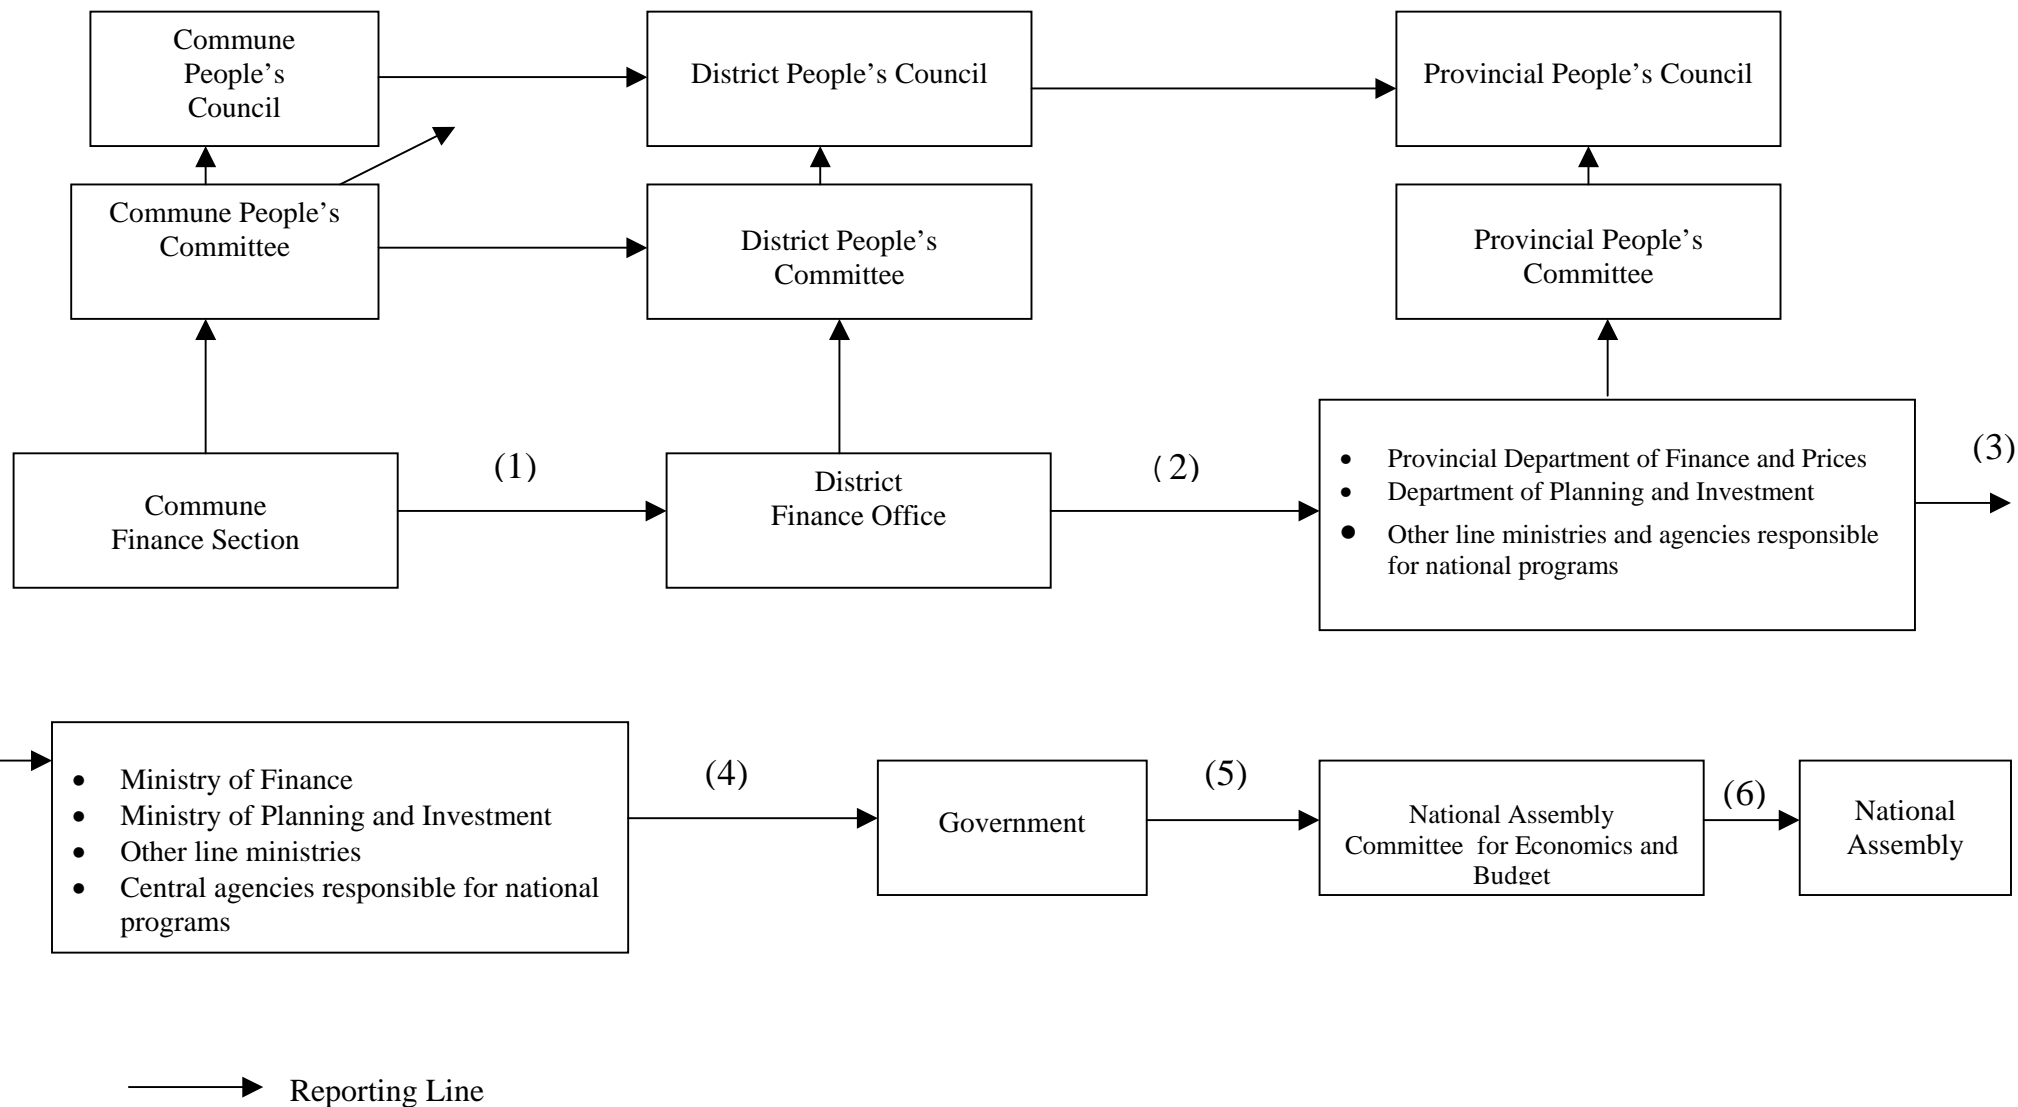 Commune
People’s
Council
District People’s Council
Provincial People’s Council
Commune People’s
Committee
District People’s
Committee
Provincial People’s
Committee
Commune
Finance Section
(1)
District
Finance Office
(2)
• Provincial Department of Finance and Prices
• Department of Planning and Investment
• Other line ministries and agencies responsible
for national programs
(3)
• Ministry of Finance
• Ministry of Planning and Investment
• Other line ministries
• Central agencies responsible for national
programs
(4)
Government
(5)
National Assembly
Committee for Economics and
Budget
(6)
National
Assembly
Reporting Line